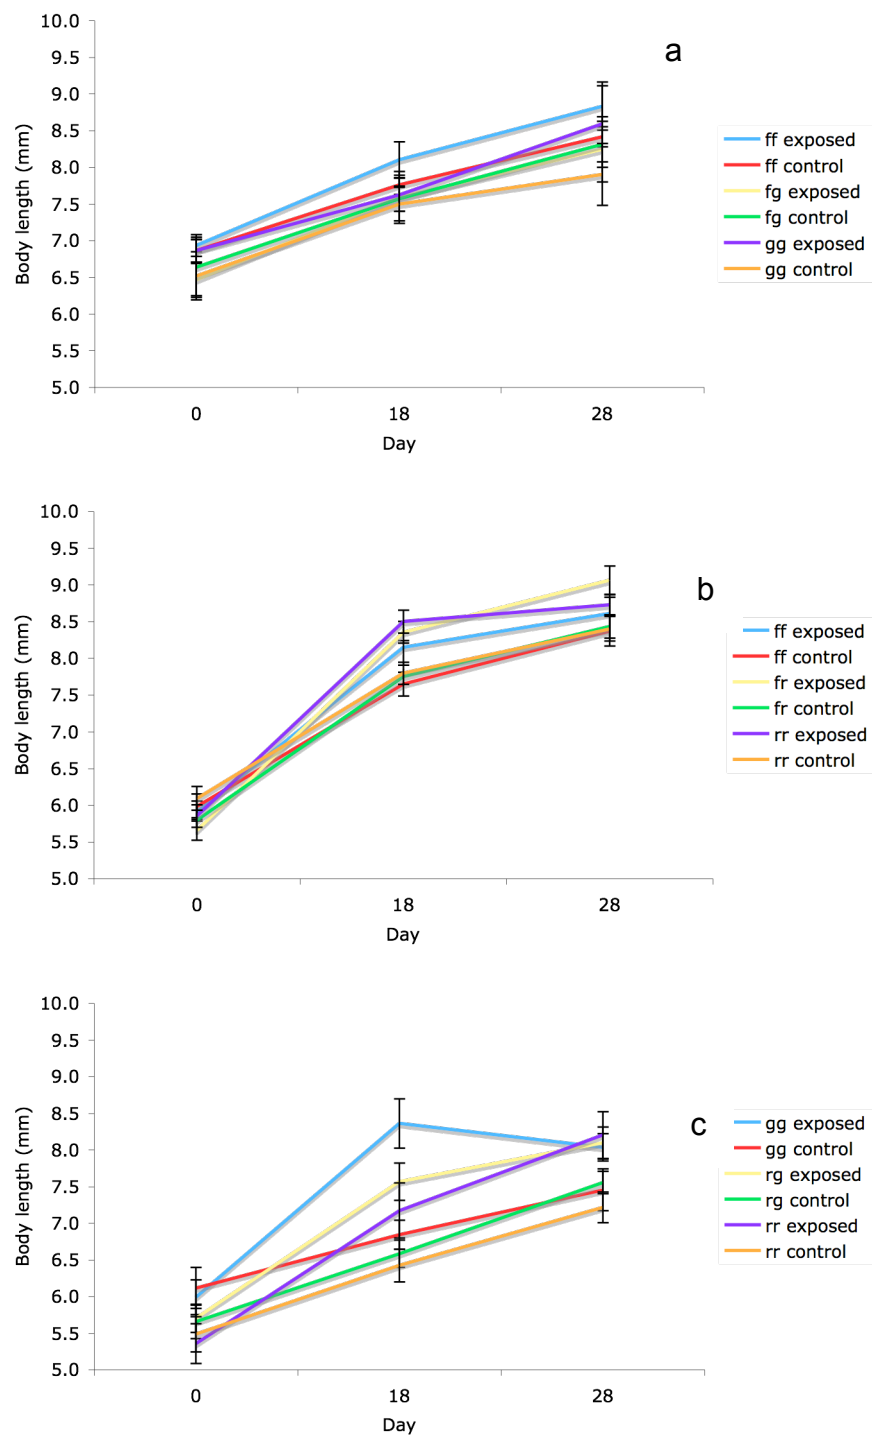 10.0
9.5
a
9.0
8.5
ff exposed
8.0
ff control
7.5
fg exposed
7.0
fg control
6.5
gg exposed
6.0
gg control
5.5
5.0
Body length (mm)
0 18 28
Day
10.0
9.5
9.0
b
8.5
ff exposed
8.0
ff control
7.5
fr exposed
7.0
fr control
6.5
rr exposed
6.0
rr control
5.5
5.0
Body length (mm)
0 18 28
Day
10.0
9.5
9.0
8.5
c
gg exposed
8.0
gg control
7.5
rg exposed
7.0
rg control
6.5
rr exposed
6.0
rr control
5.5
5.0
Body length (mm)
0 18 28
Day